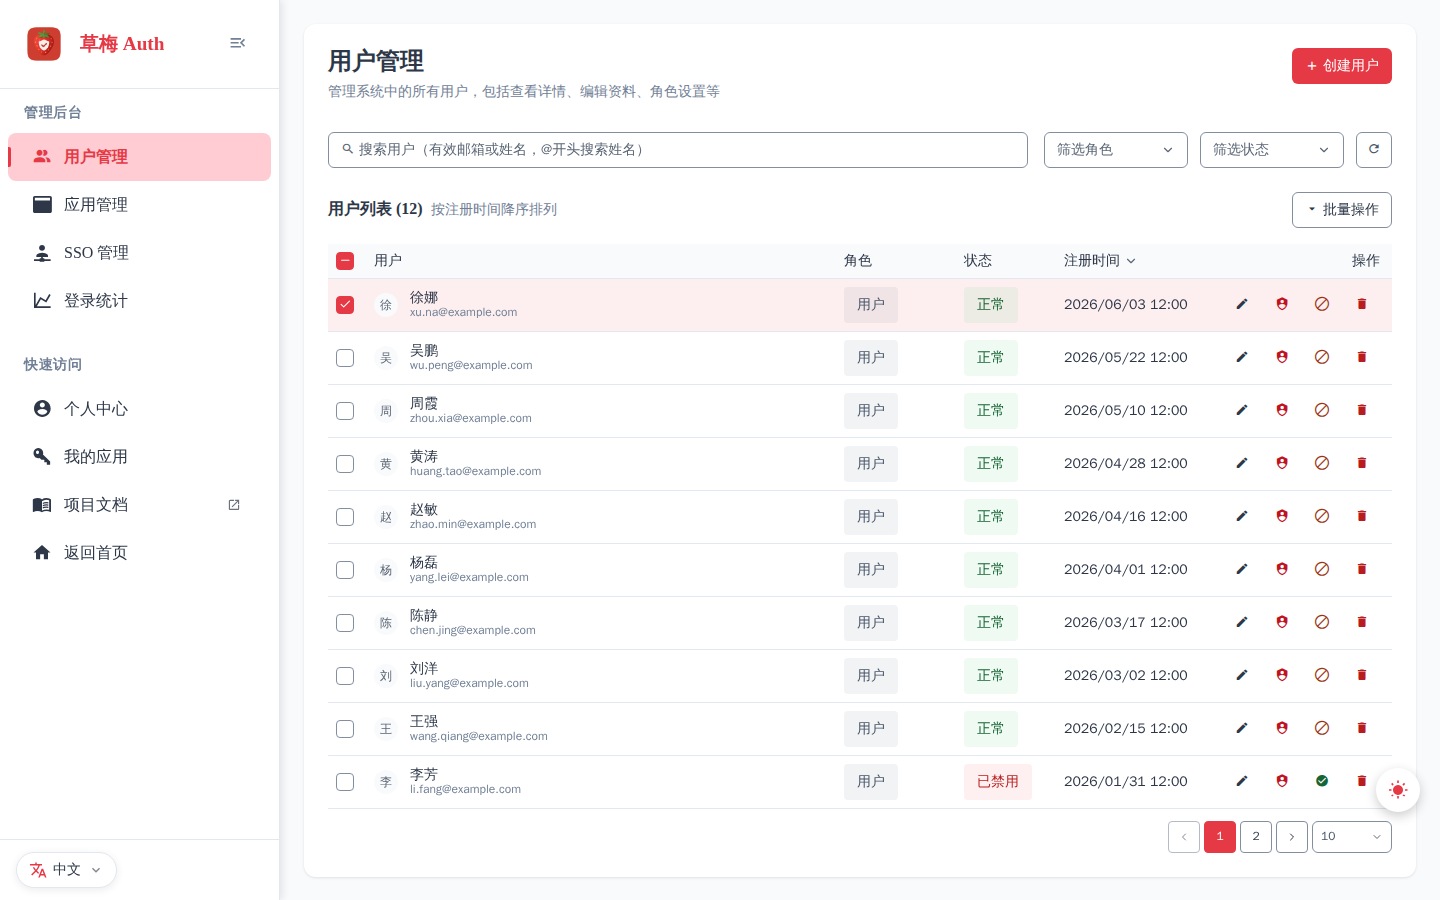 草梅 Auth
管理后台
用户管理
应用管理
SSO 管理
登录统计
快速访问
个人中心
我的应用
项目文档
返回首页
中文
用户管理
管理系统中的所有用户，包括查看详情、编辑资料、角色设置等
创建用户
搜索用户（有效邮箱或姓名，@开头搜索姓名）
筛选角色
筛选状态
用户列表 (12) 按注册时间降序排列
批量操作
用户 角色 状态 注册时间 操作
徐 徐娜 用户 正常 2026/06/03 12:00
xu.na@example.com
吴 吴鹏 用户 正常 2026/05/22 12:00
wu.peng@example.com
周 周霞 用户 正常 2026/05/10 12:00
zhou.xia@example.com
黄 黄涛 用户 正常 2026/04/28 12:00
huang.tao@example.com
赵 赵敏 用户 正常 2026/04/16 12:00
zhao.min@example.com
杨 杨磊 用户 正常 2026/04/01 12:00
yang.lei@example.com
陈 陈静 用户 正常 2026/03/17 12:00
chen.jing@example.com
刘 刘洋 用户 正常 2026/03/02 12:00
liu.yang@example.com
王 王强 用户 正常 2026/02/15 12:00
wang.qiang@example.com
李 李芳 用户 已禁用 2026/01/31 12:00
li.fang@example.com
1 2 10